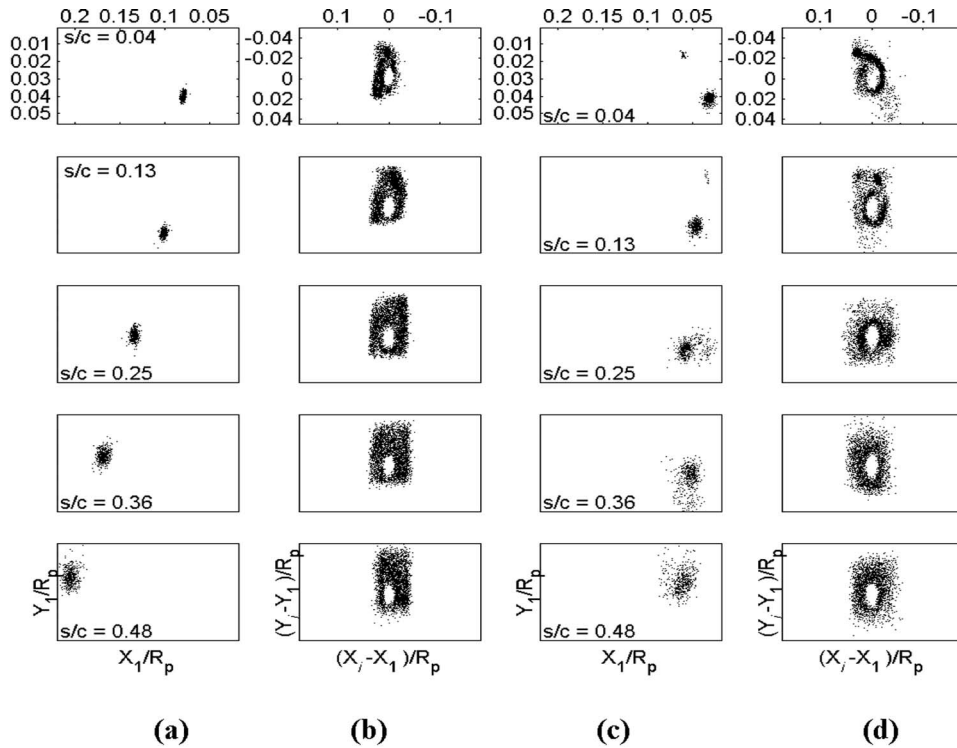 0.2 0.15 0.1 0.05 0.1 0 -0.1 0.2 0.15 0.1 0.05 0.1 0 -0.1
s/c = 0.04
0.01
0.02
0.03
0.04
0.05
-0.04
-0.02
0
0.02
0.04
0.01
0.02
0.03
0.04
0.05
s/c = 0.04
-0.04
-0.02
0
0.02
0.04
s/c = 0.13
s/c = 0.13
s/c = 0.25
s/c = 0.25
s/c = 0.36
s/c = 0.36
Y₁/Rₚ
s/c = 0.48
(Yᵢ-Y₁)/Rₚ
Y₁/Rₚ
s/c = 0.48
(Yᵢ-Y₁)/Rₚ
X₁/Rₚ (Xᵢ-X₁)/Rₚ X₁/Rₚ (Xᵢ-X₁)/Rₚ
(a) (b) (c) (d)